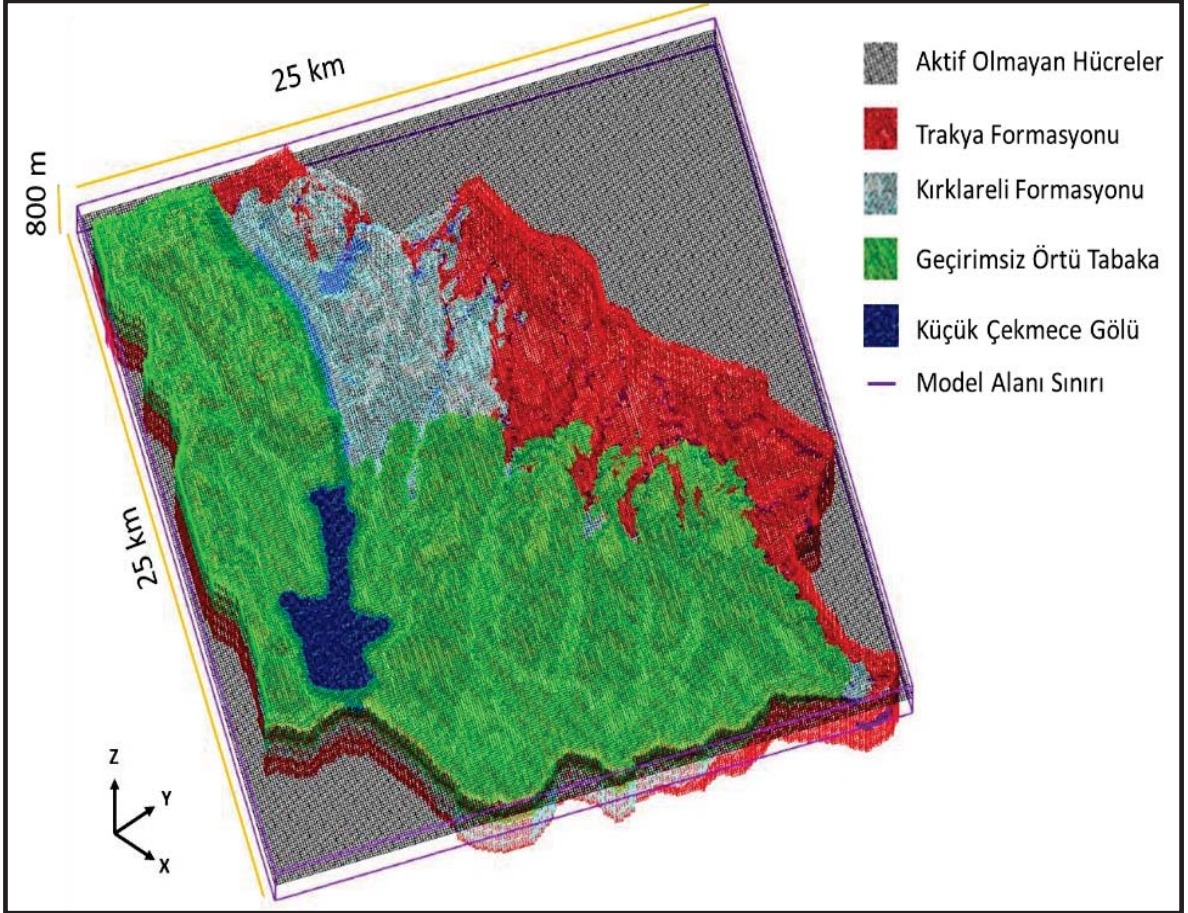 25 km
800 m
25 km
Aktif Olmayan Hücreler
Trakya Formasyonu
Kırklareli Formasyonu
Geçirimsiz Örtü Tabaka
Küçük Çekmece Gölü
Model Alanı Sınırı
Z
Y
X